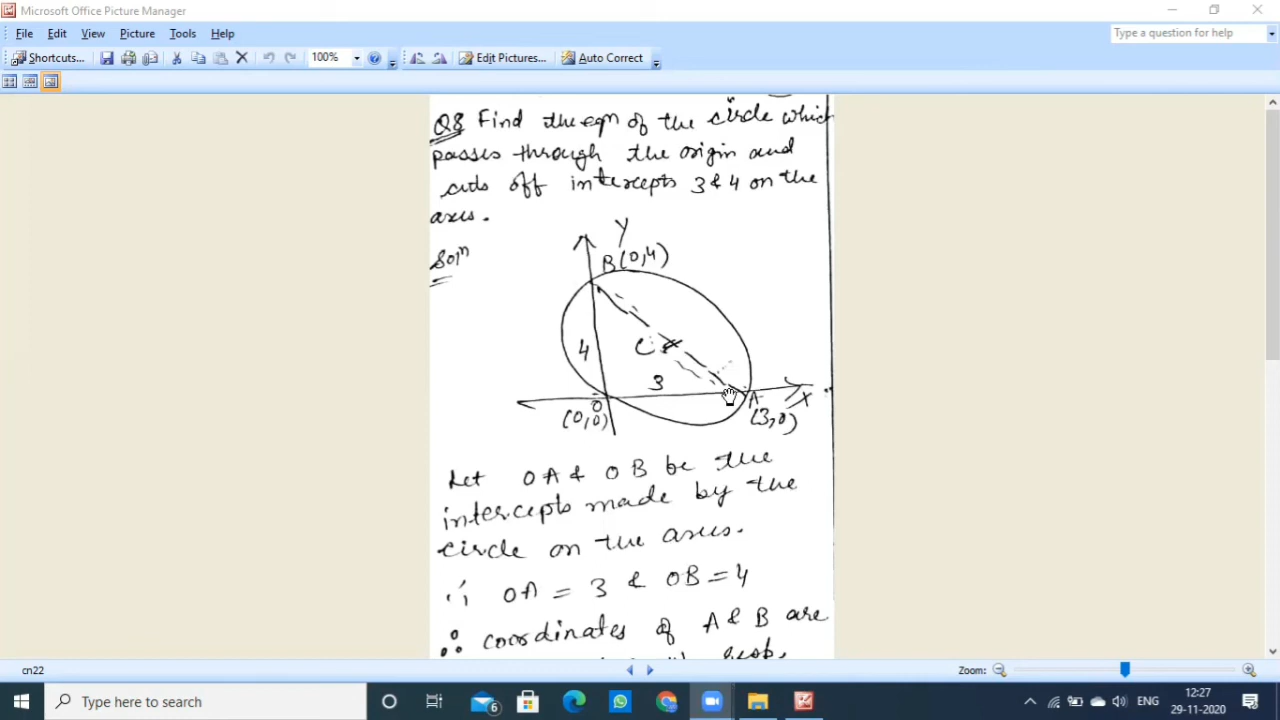 Microsoft Office Picture Manager
File Edit View Picture Tools Help
Type a question for help
Shortcuts... 100% Edit Pictures... Auto Correct
Q8 Find the eqn of the circle which
passes through the origin and
cuts off intercepts 3 & 4 on the
axes.
Soln
Y
B(0,4)
4 C
3
O A X
(0,0) (3,0)
Let OA & OB be the
intercepts made by the
circle on the axes.
∵ OA = 3 & OB = 4
∴ coordinates of A & B are
cn22
Zoom:
Type here to search
6
ENG
12:27
29-11-2020